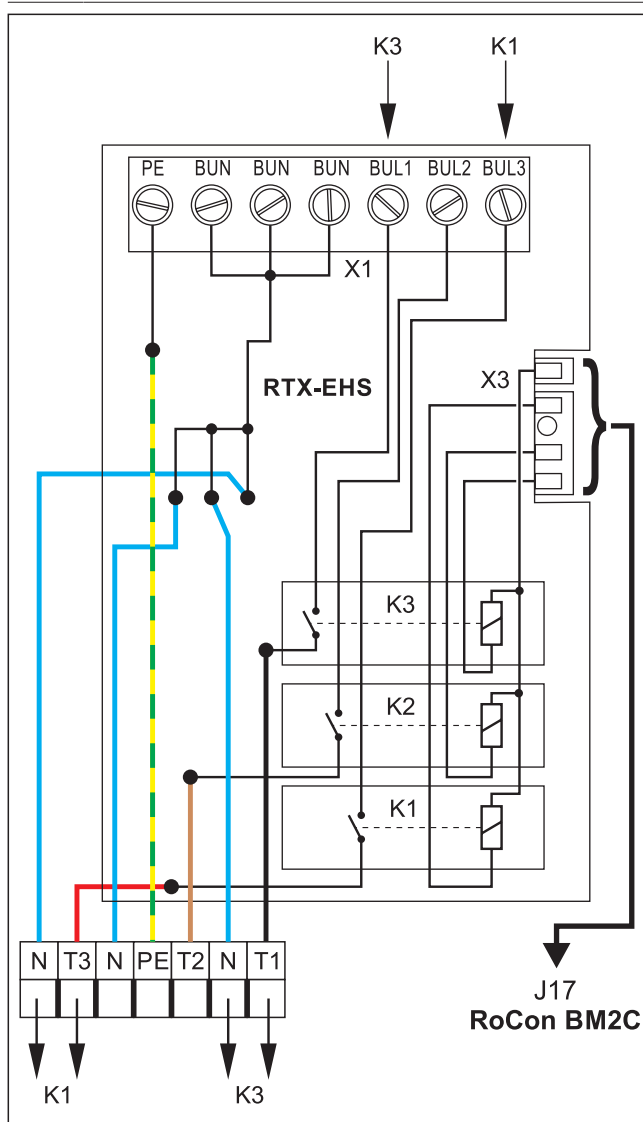 K3 K1
PE BUN BUN BUN BUL1 BUL2 BUL3
X1
RTX-EHS
X3
K3
K2
K1
N T3 N PE T2 N T1
J17
RoCon BM2C
K1 K3